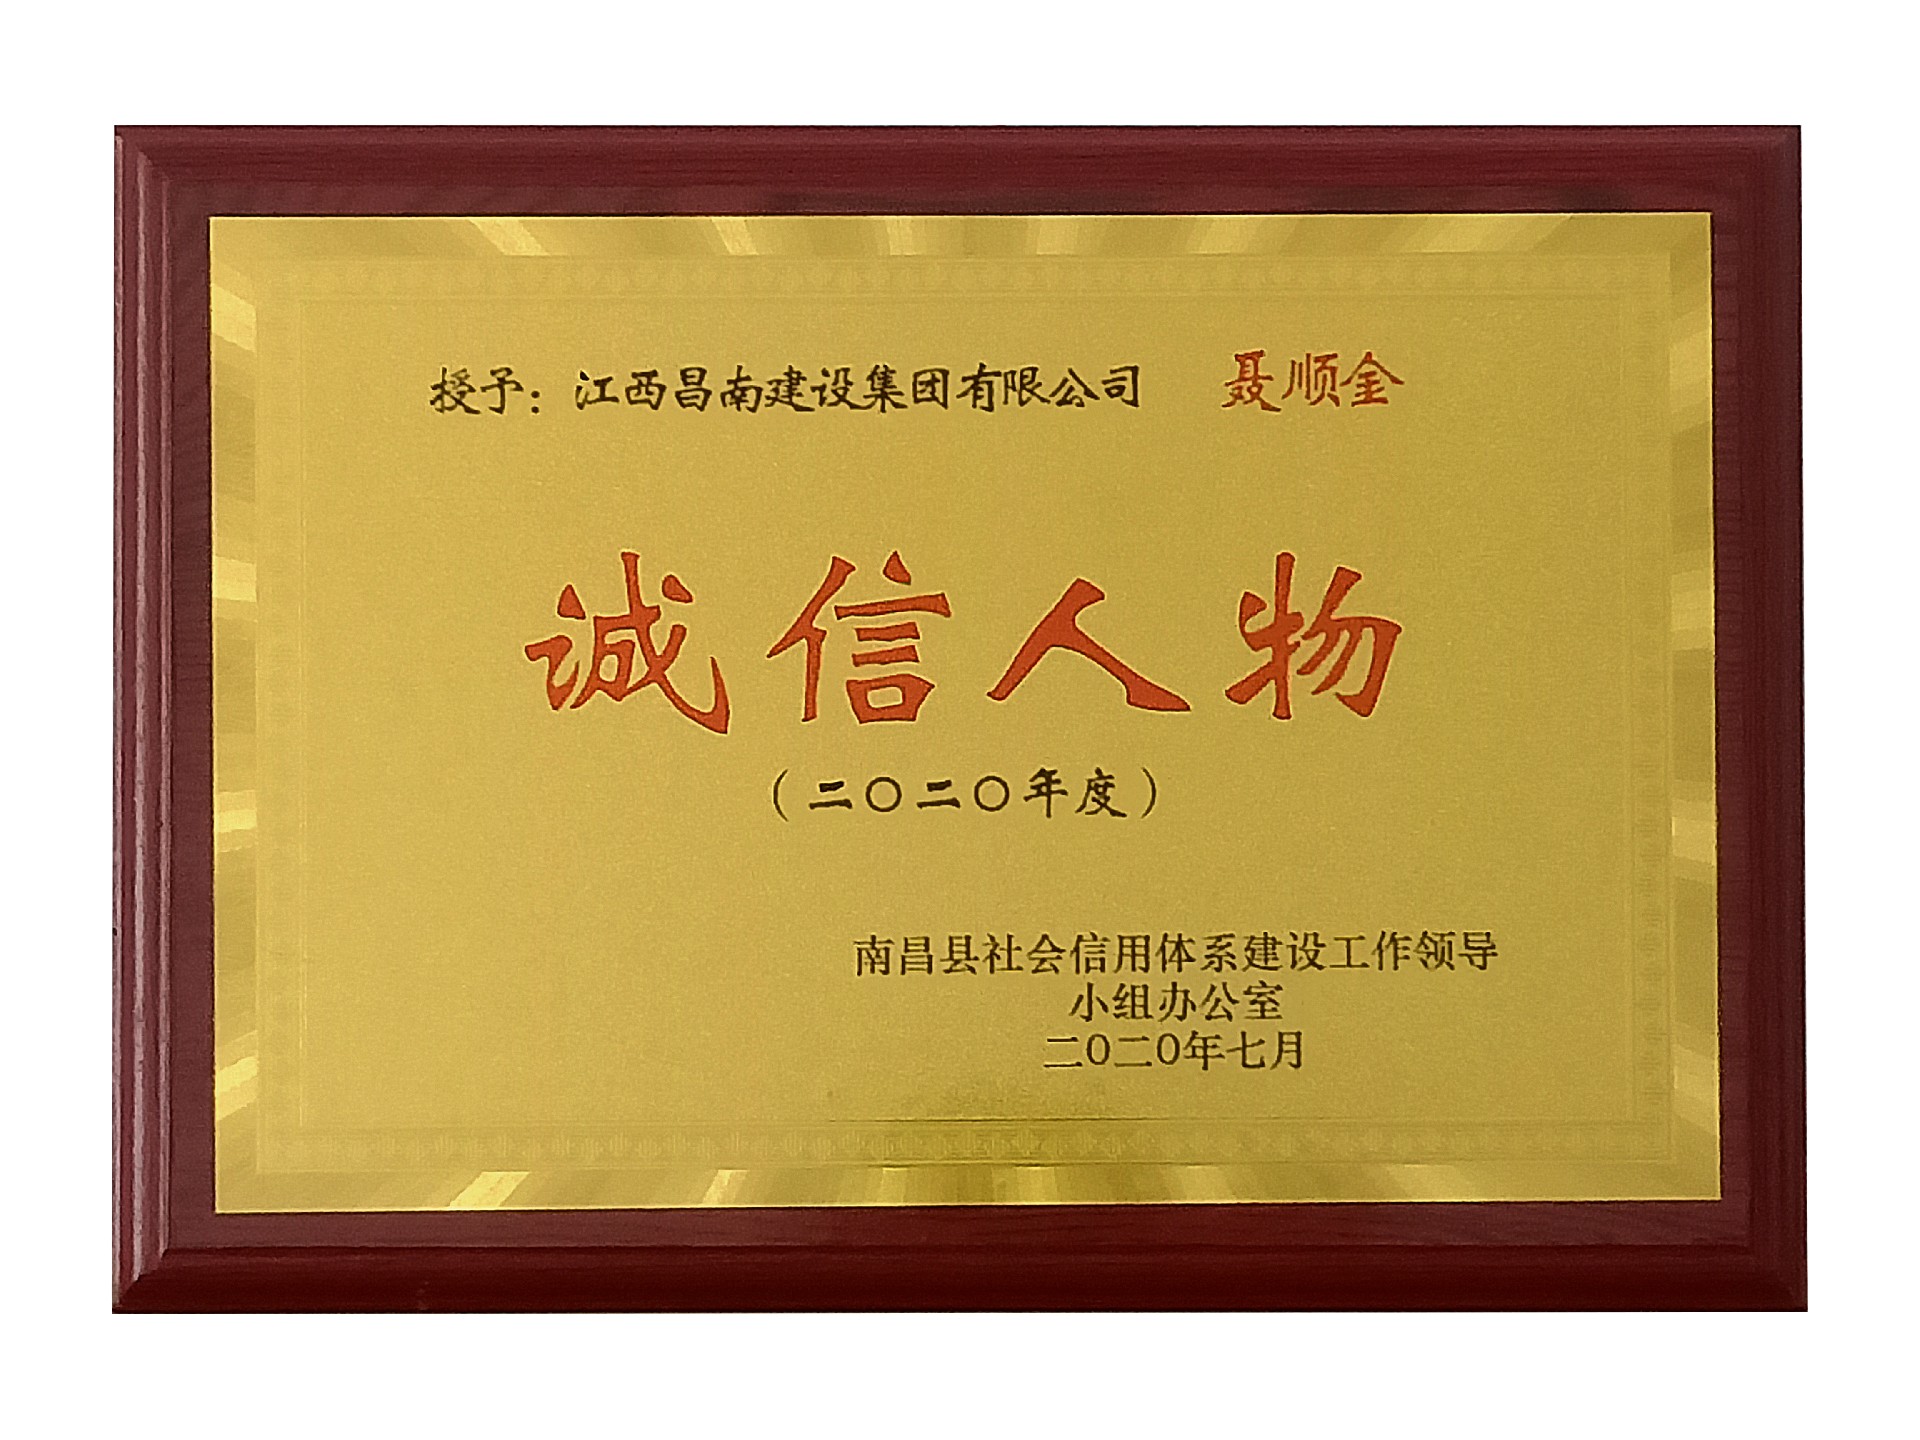 授予：江西昌南建设集团有限公司 聂顺金
诚信人物
（二〇二〇年度）
南昌县社会信用体系建设工作领导
小组办公室
二〇二〇年七月